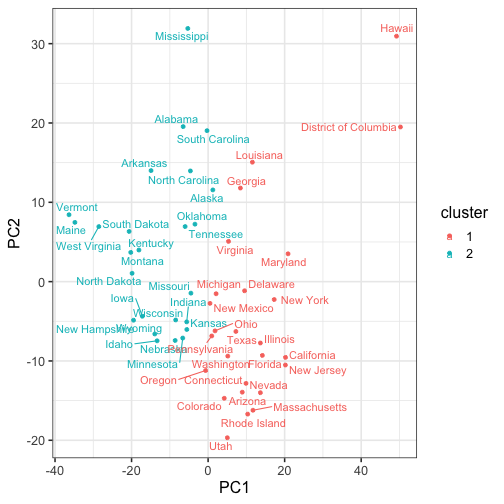 Hawaii
Mississippi
Alabama
South Carolina
District of Columbia
Louisiana
Arkansas
North Carolina
Georgia
Alaska
Vermont
Maine
South Dakota
Oklahoma
Tennessee
West Virginia
Kentucky
Virginia
Montana
Maryland
North Dakota
Missouri
Michigan
Delaware
Iowa
Indiana
New Mexico
New York
Wisconsin
Kansas
Ohio
New Hampshire
Wyoming
Idaho
Nebraska
Pennsylvania
Texas
Illinois
Minnesota
Washington
Florida
California
New Jersey
Oregon
Connecticut
Nevada
Colorado
Arizona
Massachusetts
Rhode Island
Utah
30
20
10
0
-10
-20
-40
-20
0
20
40
PC1
PC2
cluster
a 1
a 2